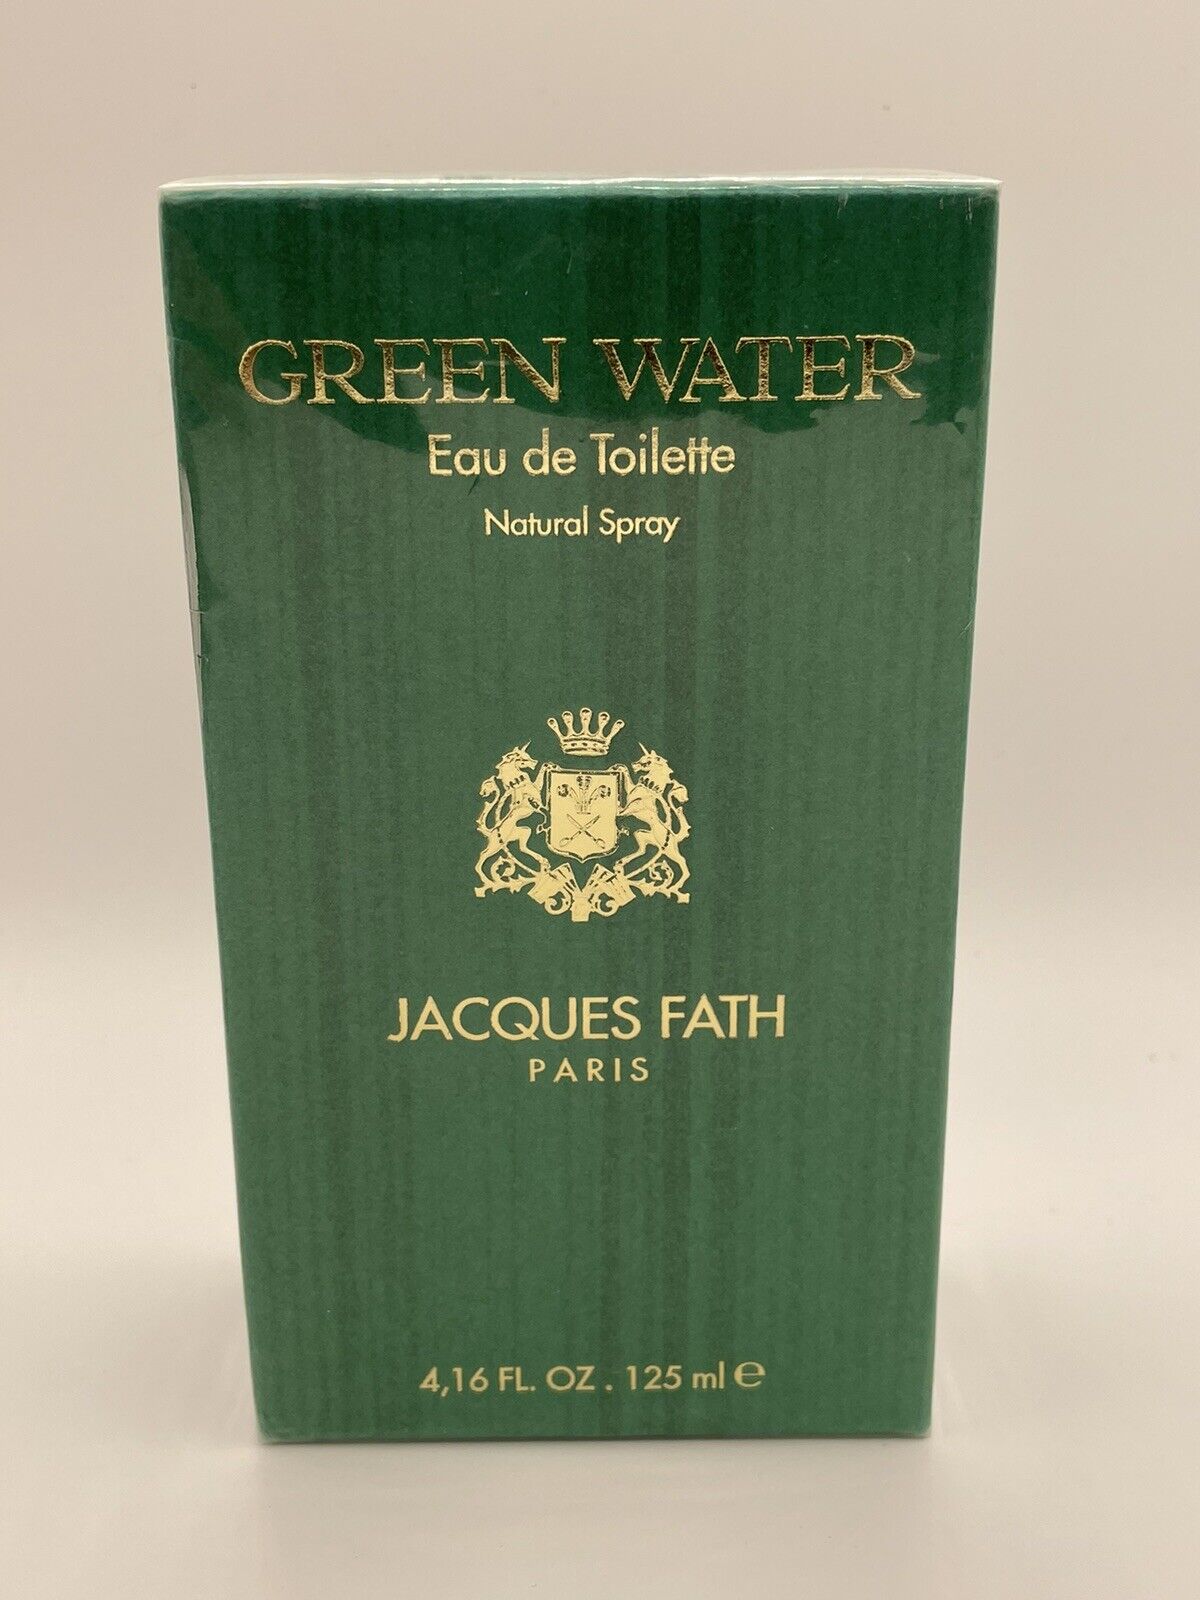 GREEN WATER
Eau de Toilette
Natural Spray
JACQUES FATH
PARIS
4,16 FL. OZ . 125 ml ℮